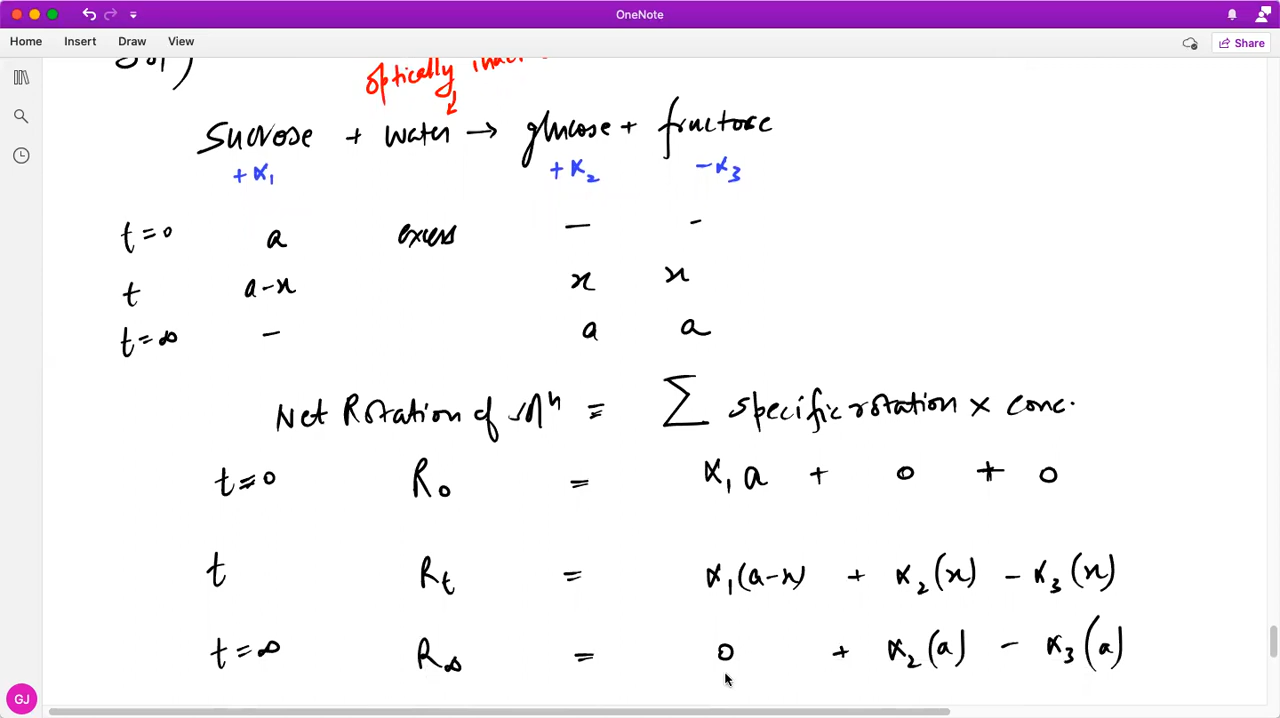 OneNote
Home Insert Draw View Share
optically
Sucrose + water → glucose + fructose
+α₁ +α₂ -α₃
t=0 a excess — -
t a-x x x
t=∞ - a a
Net Rotation of solⁿ = ∑ specific rotation × conc.
t=0 R₀ = α₁a + 0 + 0
t Rt = α₁(a-x) + α₂(x) - α₃(x)
t=∞ R∞ = 0 + α₂(a) - α₃(a)
GJ